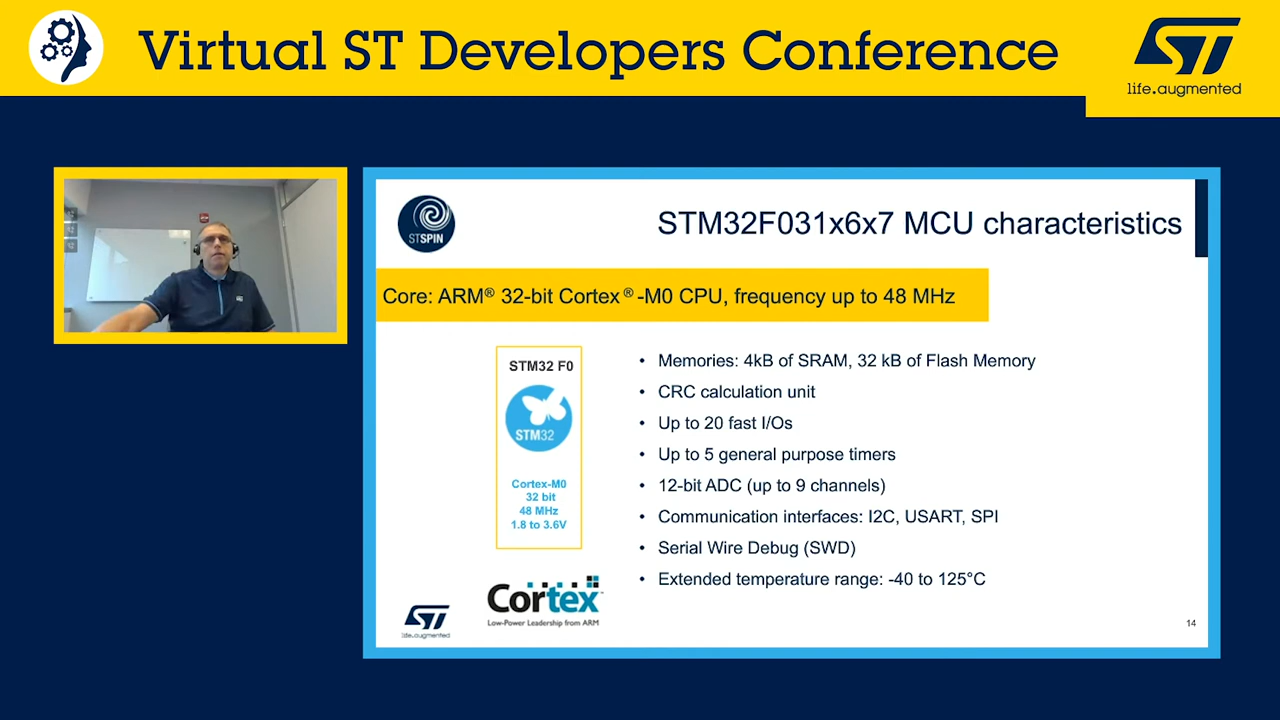 Virtual ST Developers Conference
ST
life.augmented
STSPIN
STM32F031x6x7 MCU characteristics
Core: ARM® 32-bit Cortex®-M0 CPU, frequency up to 48 MHz
STM32 F0
STM32
Cortex-M0
32 bit
48 MHz
1.8 to 3.6V
• Memories: 4kB of SRAM, 32 kB of Flash Memory
• CRC calculation unit
• Up to 20 fast I/Os
• Up to 5 general purpose timers
• 12-bit ADC (up to 9 channels)
• Communication interfaces: I2C, USART, SPI
• Serial Wire Debug (SWD)
• Extended temperature range: -40 to 125°C
Cortex™
Low-Power Leadership from ARM
ST
life.augmented
14